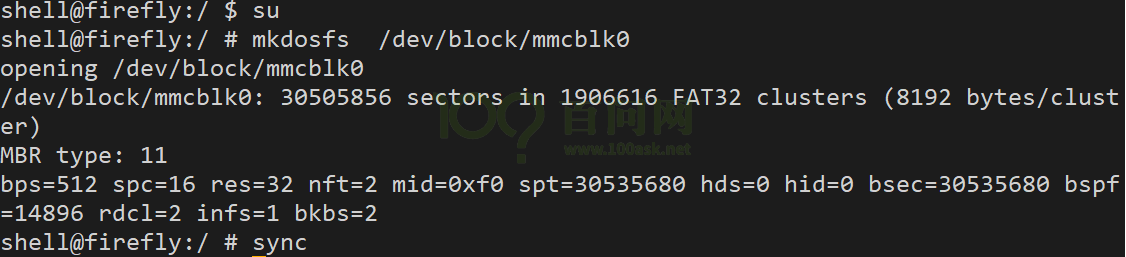 shell@firefly:/ $ su
shell@firefly:/ # mkdosfs  /dev/block/mmcblk0
opening /dev/block/mmcblk0
/dev/block/mmcblk0: 30505856 sectors in 1906616 FAT32 clusters (8192 bytes/clust
er)
MBR type: 11
bps=512 spc=16 res=32 nft=2 mid=0xf0 spt=30535680 hds=0 hid=0 bsec=30535680 bspf
=14896 rdcl=2 infs=1 bkbs=2
shell@firefly:/ # sync
100 百问网
www.100ask.net